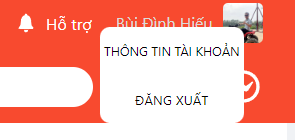 Hỗ trợ
Bùi Đình Hiếu
THÔNG TIN TÀI KHOẢN
ĐĂNG XUẤT